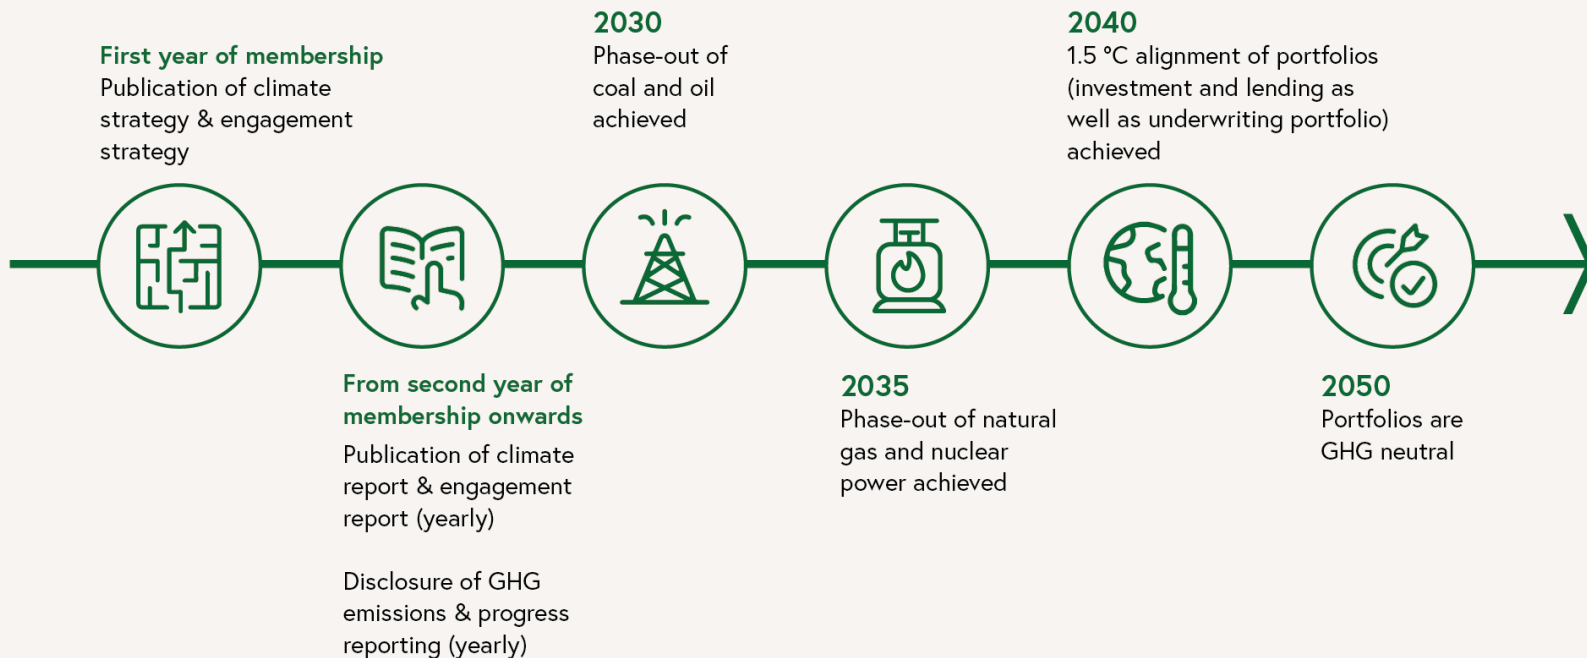 First year of membership
Publication of climate
strategy & engagement
strategy
From second year of
membership onwards
Publication of climate
report & engagement
report (yearly)
Disclosure of GHG
emissions & progress
reporting (yearly)
2030
Phase-out of
coal and oil
achieved
2035
Phase-out of natural
gas and nuclear
power achieved
2040
1.5 °C alignment of portfolios
(investment and lending as
well as underwriting portfolio)
achieved
2050
Portfolios are
GHG neutral